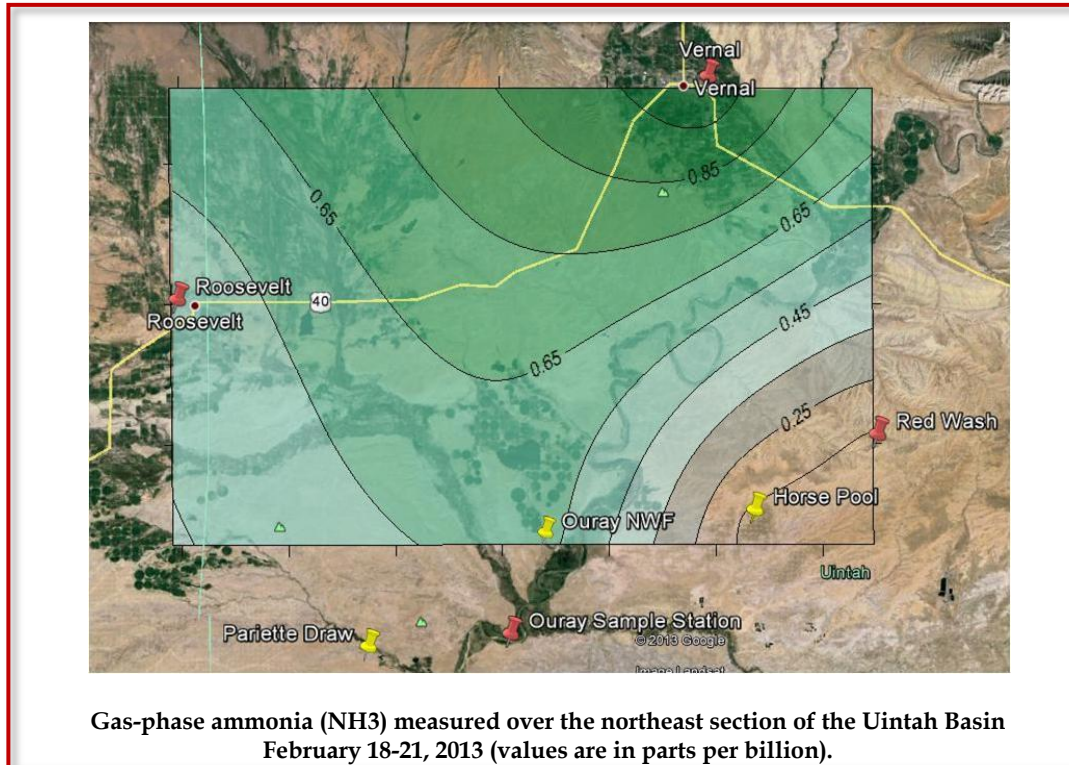 Vernal
Vernal
0.85
0.65
0.65
Roosevelt
40
Roosevelt
0.45
0.65
0.25
Red Wash
Horse Pool
Ouray NWF
Uintah
Ouray Sample Station
Pariette Draw
© 2013 Google
Image Landsat
Gas-phase ammonia (NH3) measured over the northeast section of the Uintah Basin
February 18-21, 2013 (values are in parts per billion).